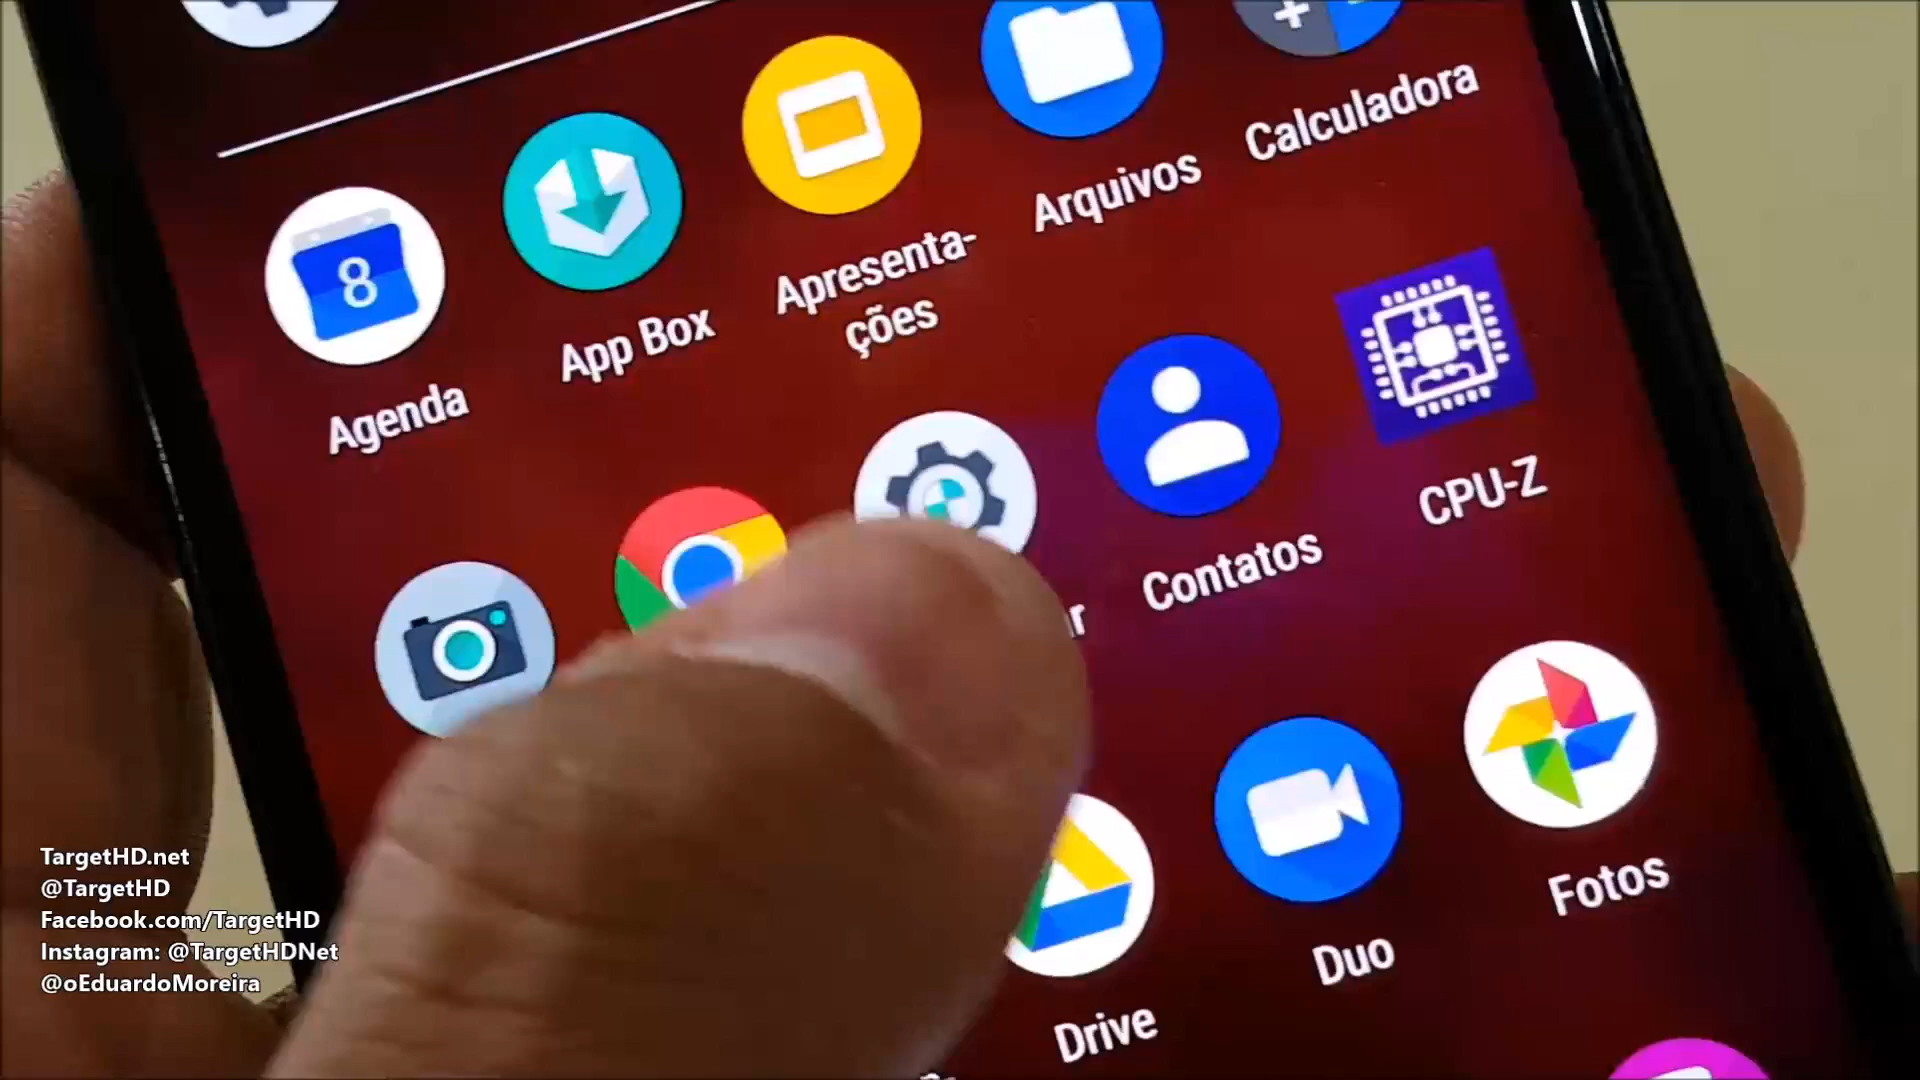 Calculadora
Arquivos
Apresenta-
ções
App Box
8
Agenda
CPU-Z
Contatos
Fotos
Duo
Drive
TargetHD.net
@TargetHD
Facebook.com/TargetHD
Instagram: @TargetHDNet
@oEduardoMoreira